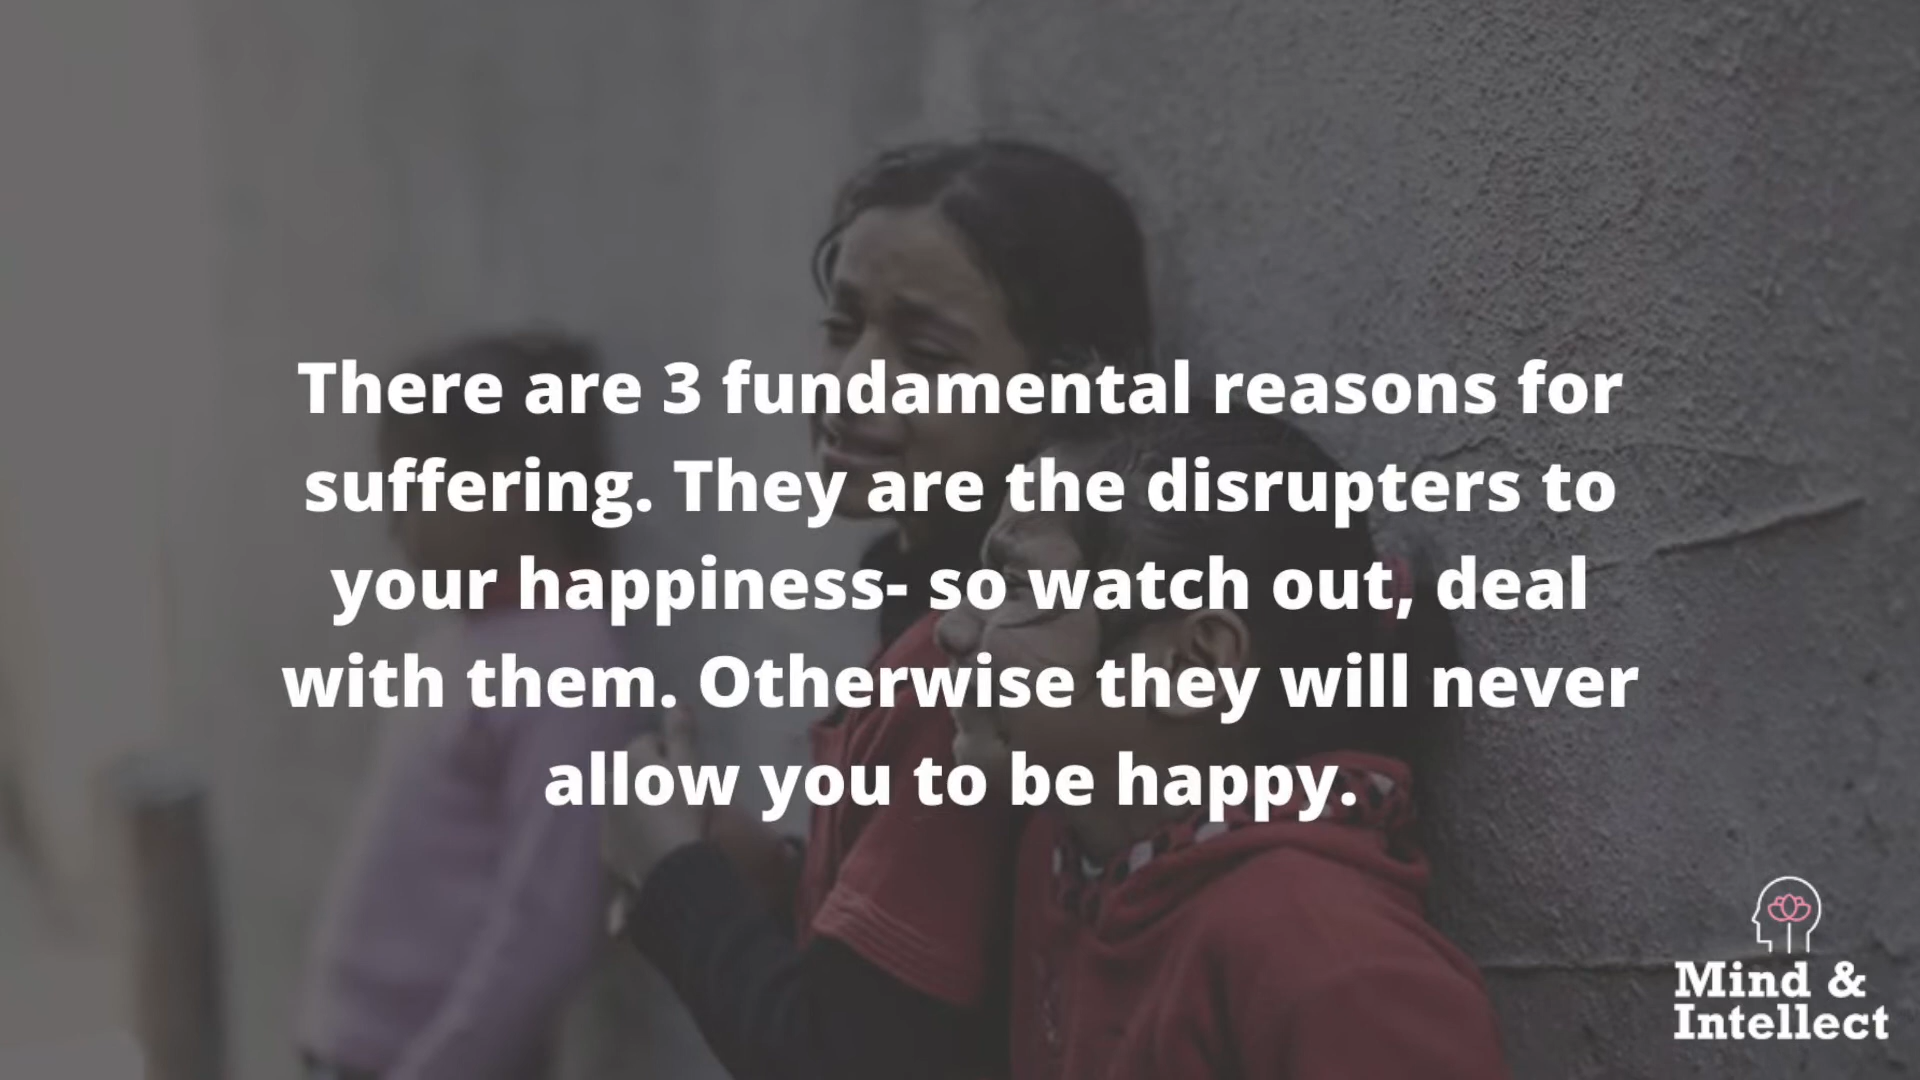 There are 3 fundamental reasons for
suffering. They are the disrupters to
your happiness- so watch out, deal
with them. Otherwise they will never
allow you to be happy.
Mind &
Intellect